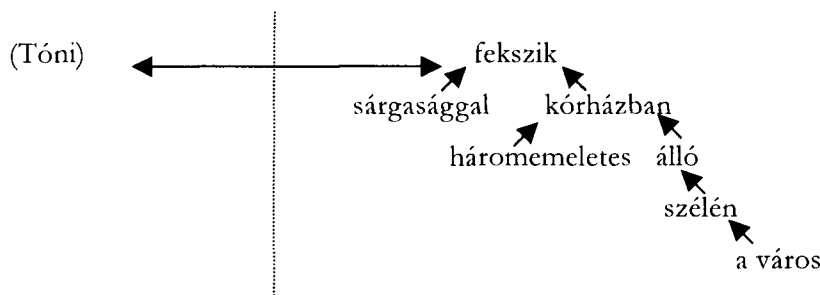 (Tóni) fekszik
sárgasággal kórházban
háromemeletes álló
szélén
a város